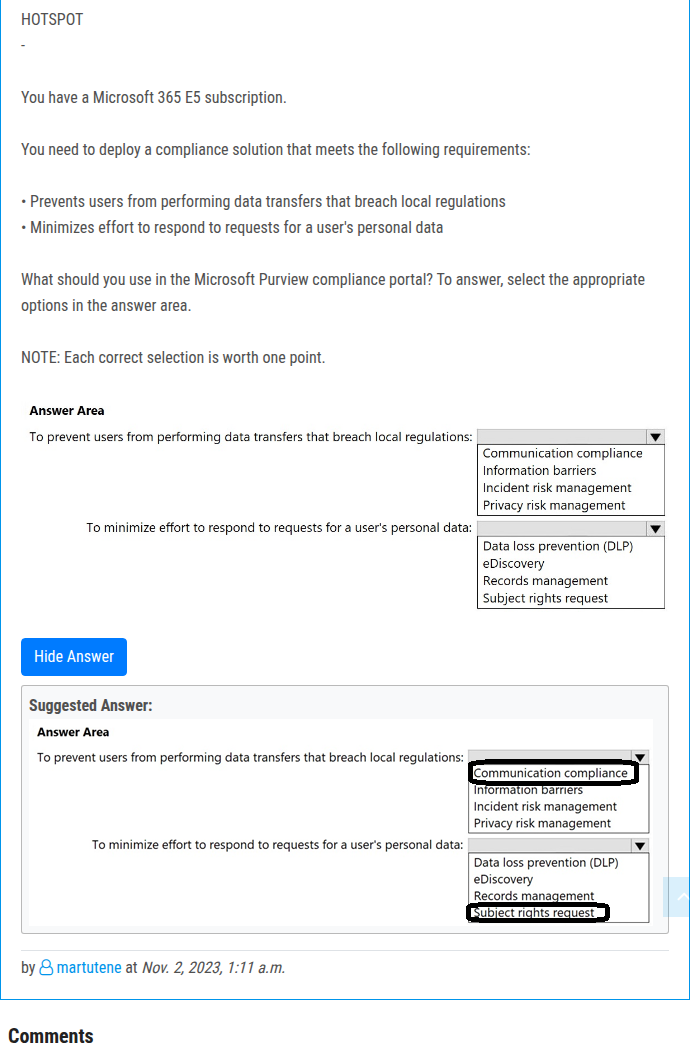 HOTSPOT
-
You have a Microsoft 365 E5 subscription.
You need to deploy a compliance solution that meets the following requirements:
• Prevents users from performing data transfers that breach local regulations
• Minimizes effort to respond to requests for a user's personal data
What should you use in the Microsoft Purview compliance portal? To answer, select the appropriate
options in the answer area.
NOTE: Each correct selection is worth one point.
Answer Area
To prevent users from performing data transfers that breach local regulations:
Communication compliance
Information barriers
Incident risk management
Privacy risk management
To minimize effort to respond to requests for a user's personal data:
Data loss prevention (DLP)
eDiscovery
Records management
Subject rights request
Hide Answer
Suggested Answer:
Answer Area
To prevent users from performing data transfers that breach local regulations:
Communication compliance
Information barriers
Incident risk management
Privacy risk management
To minimize effort to respond to requests for a user's personal data:
Data loss prevention (DLP)
eDiscovery
Records management
Subject rights request
by martutene at Nov. 2, 2023, 1:11 a.m.
Comments